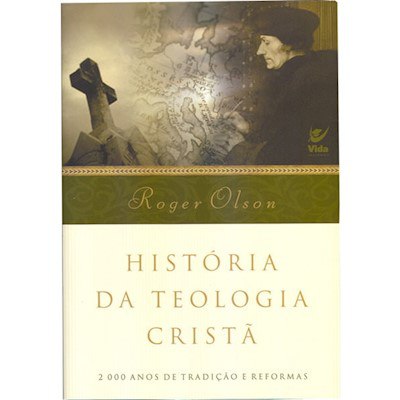 Vida
Roger Olson
HISTÓRIA
DA TEOLOGIA
CRISTÃ
2 000 ANOS DE TRADIÇÃO E REFORMAS